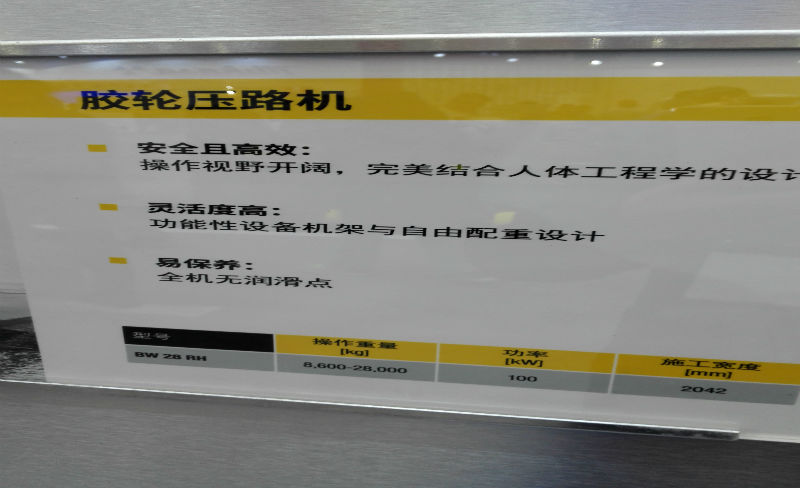 胶轮压路机
安全且高效：
操作视野开阔，完美结合人体工程学的设计
灵活度高：
功能性设备机架与自由配重设计
易保养：
全机无润滑点
型号 操作重量 [kg] 功率 [kW] 施工宽度 [mm]
BW 28 RH 8,600-28,000 100 2042